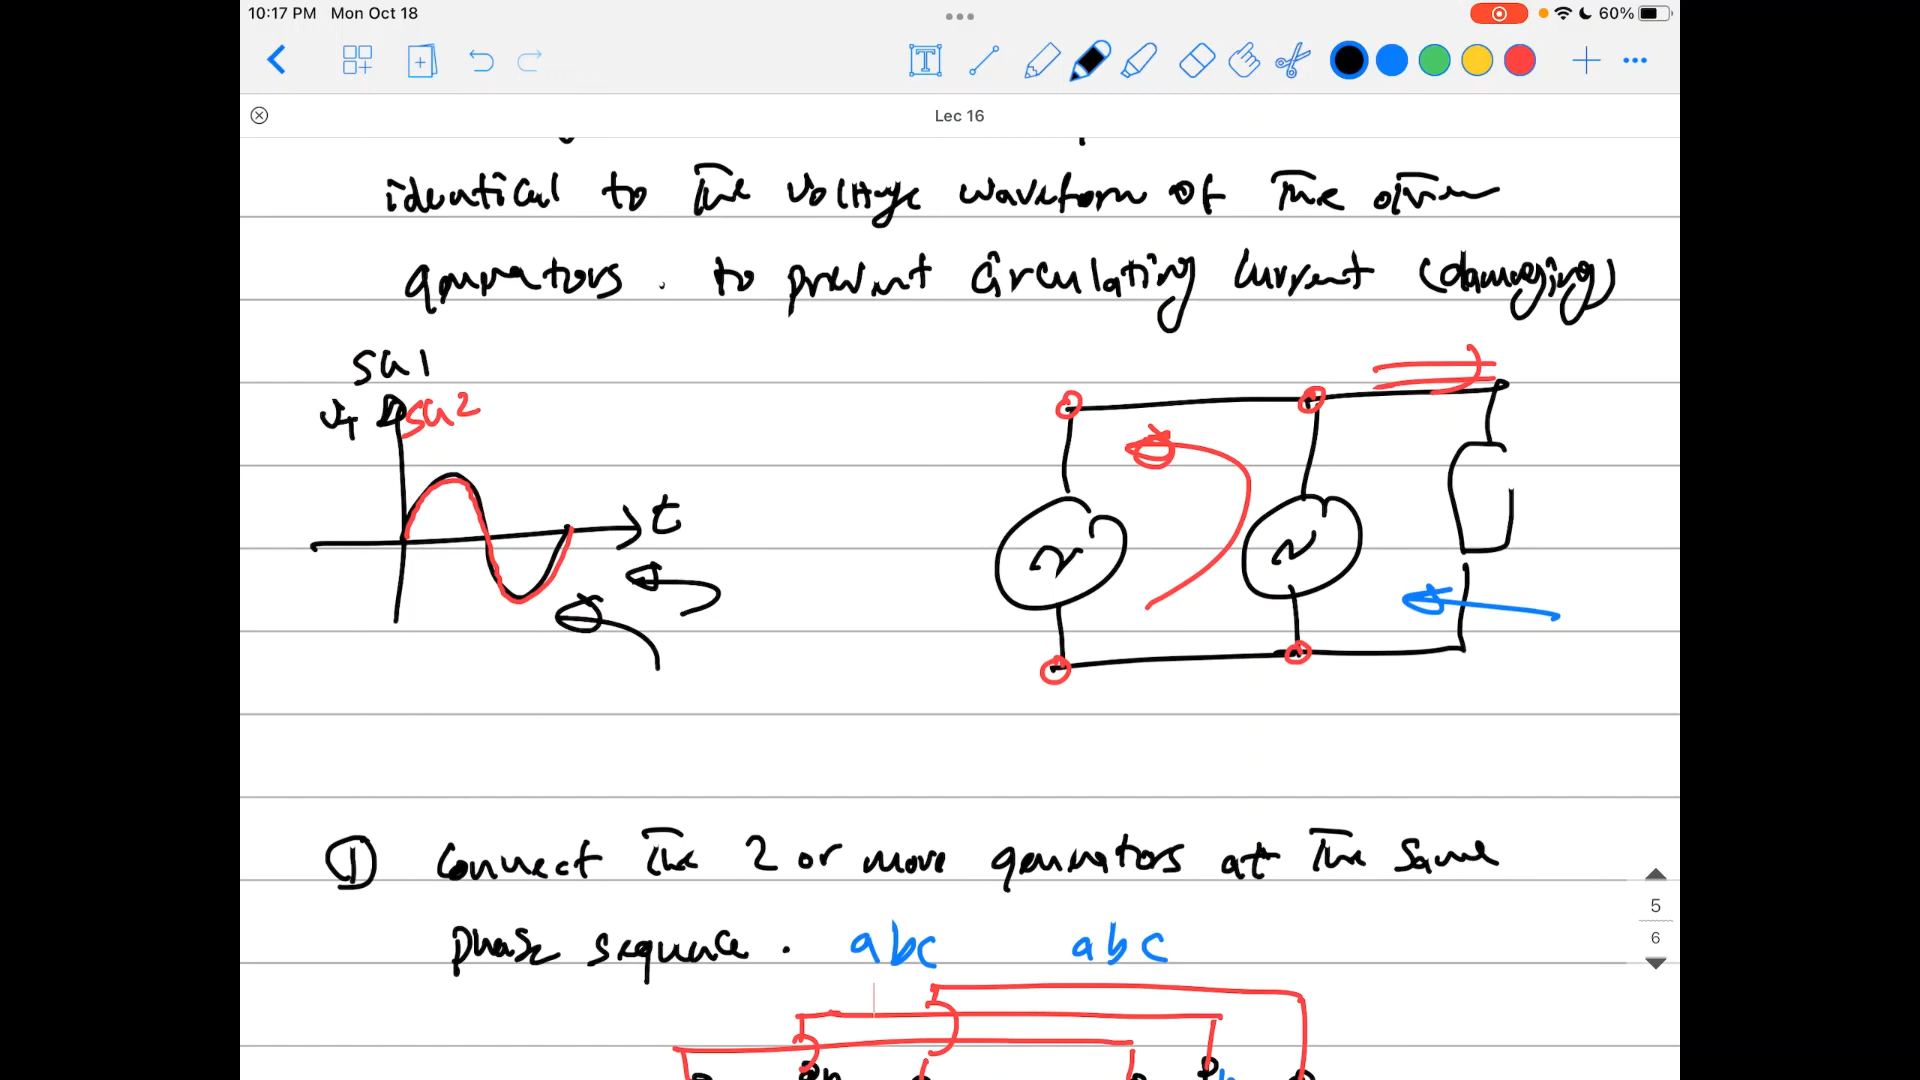 10:17 PM Mon Oct 18
60%
Lec 16
identical to the voltage waveform of the other
generators. to prevent circulating current (damaging)
SG1
VT SG2
t
① Connect the 2 or more generators at the same
phase sequence. abc abc
5
6